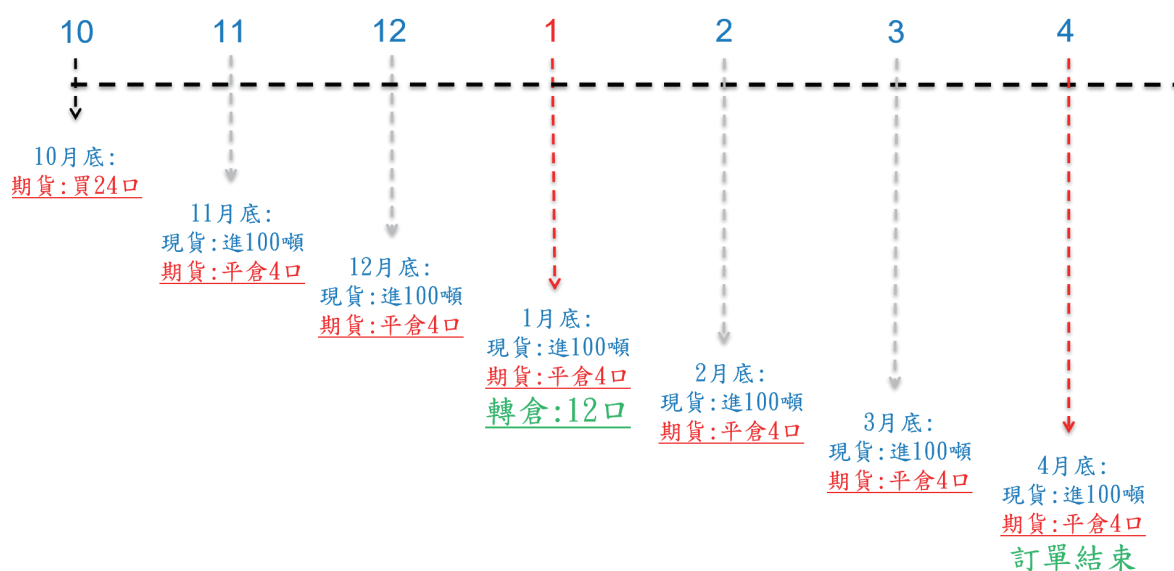 10
11
12
1
2
3
4
10月底:
期貨:買24口
11月底:
現貨:進100噸
期貨:平倉4口
12月底:
現貨:進100噸
期貨:平倉4口
1月底:
現貨:進100噸
期貨:平倉4口
轉倉:12口
2月底:
現貨:進100噸
期貨:平倉4口
3月底:
現貨:進100噸
期貨:平倉4口
4月底:
現貨:進100噸
期貨:平倉4口
訂單結束